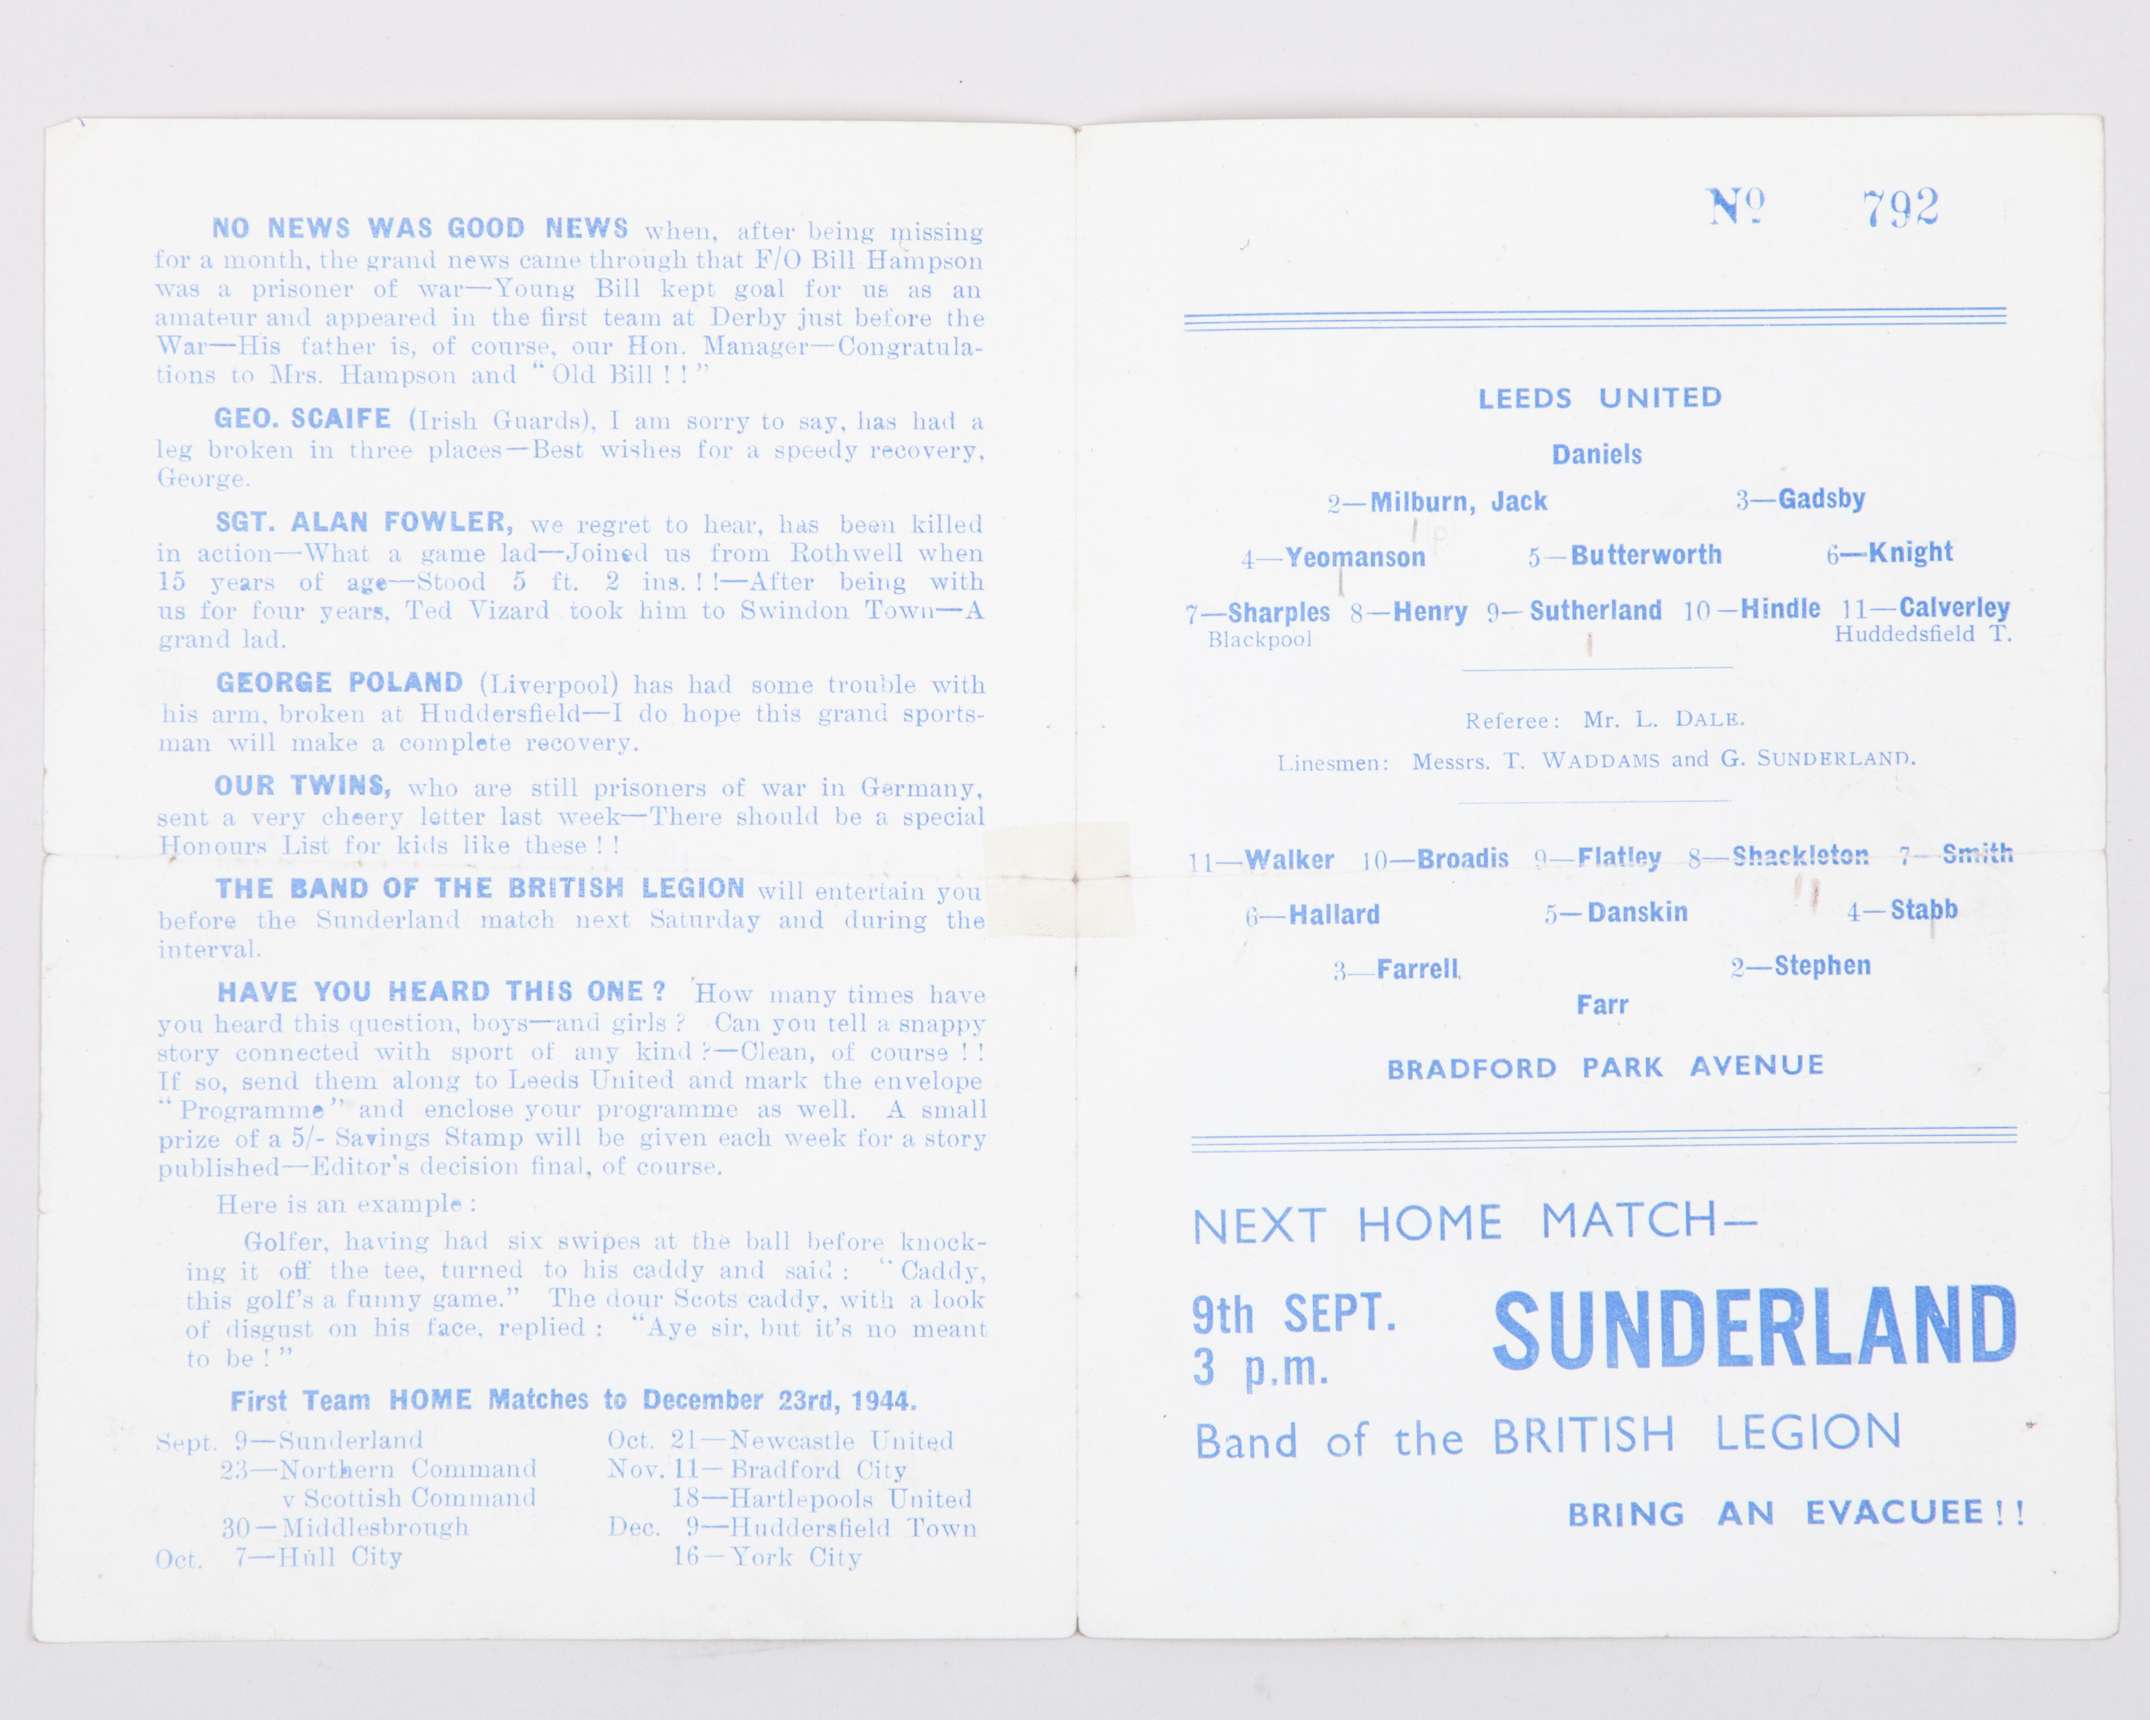 NO NEWS WAS GOOD NEWS when, after being missing
for a month, the grand news came through that F/O Bill Hampson
was a prisoner of war—Young Bill kept goal for us as an
amateur and appeared in the first team at Derby just before the
War—His father is, of course, our Hon. Manager—Congratula-
tions to Mrs. Hampson and “Old Bill!!”
GEO. SCAIFE (Irish Guards), I am sorry to say, has had a
leg broken in three places—Best wishes for a speedy recovery,
George.
SGT. ALAN FOWLER, we regret to hear, has been killed
in action—What a game lad—Joined us from Rothwell when
15 years of age—Stood 5 ft. 2 ins.!!—After being with
us for four years, Ted Vizard took him to Swindon Town—A
grand lad.
GEORGE POLAND (Liverpool) has had some trouble with
his arm, broken at Huddersfield—I do hope this grand sports-
man will make a complete recovery.
OUR TWINS, who are still prisoners of war in Germany,
sent a very cheery letter last week—There should be a special
Honours List for kids like these!!
THE BAND OF THE BRITISH LEGION will entertain you
before the Sunderland match next Saturday and during the
interval.
HAVE YOU HEARD THIS ONE? How many times have
you heard this question, boys—and girls? Can you tell a snappy
story connected with sport of any kind?—Clean, of course!!
If so, send them along to Leeds United and mark the envelope
“Programme” and enclose your programme as well. A small
prize of a 5/- Savings Stamp will be given each week for a story
published—Editor's decision final, of course.
Here is an example:
Golfer, having had six swipes at the ball before knock-
ing it off the tee, turned to his caddy and said: “Caddy,
this golf's a funny game.” The dour Scots caddy, with a look
of disgust on his face, replied: “Aye sir, but it's no meant
to be!”
First Team HOME Matches to December 23rd, 1944.
Sept. 9—Sunderland
23—Northern Command
v Scottish Command
30—Middlesbrough
Oct. 7—Hull City
Oct. 21—Newcastle United
Nov. 11—Bradford City
18—Hartlepools United
Dec. 9—Huddersfield Town
16—York City
No 792
LEEDS UNITED
Daniels
2—Milburn, Jack 3—Gadsby
4—Yeomanson 5—Butterworth 6—Knight
7—Sharples 8—Henry 9—Sutherland 10—Hindle 11—Calverley
Blackpool Huddedsfield T.
Referee: Mr. L. DALE.
Linesmen: Messrs. T. WADDAMS and G. SUNDERLAND.
11—Walker 10—Broadis 9—Flatley 8—Shackleton 7—Smith
6—Hallard 5—Danskin 4—Stabb
3—Farrell 2—Stephen
Farr
BRADFORD PARK AVENUE
NEXT HOME MATCH—
9th SEPT. SUNDERLAND
3 p.m.
Band of the BRITISH LEGION
BRING AN EVACUEE!!